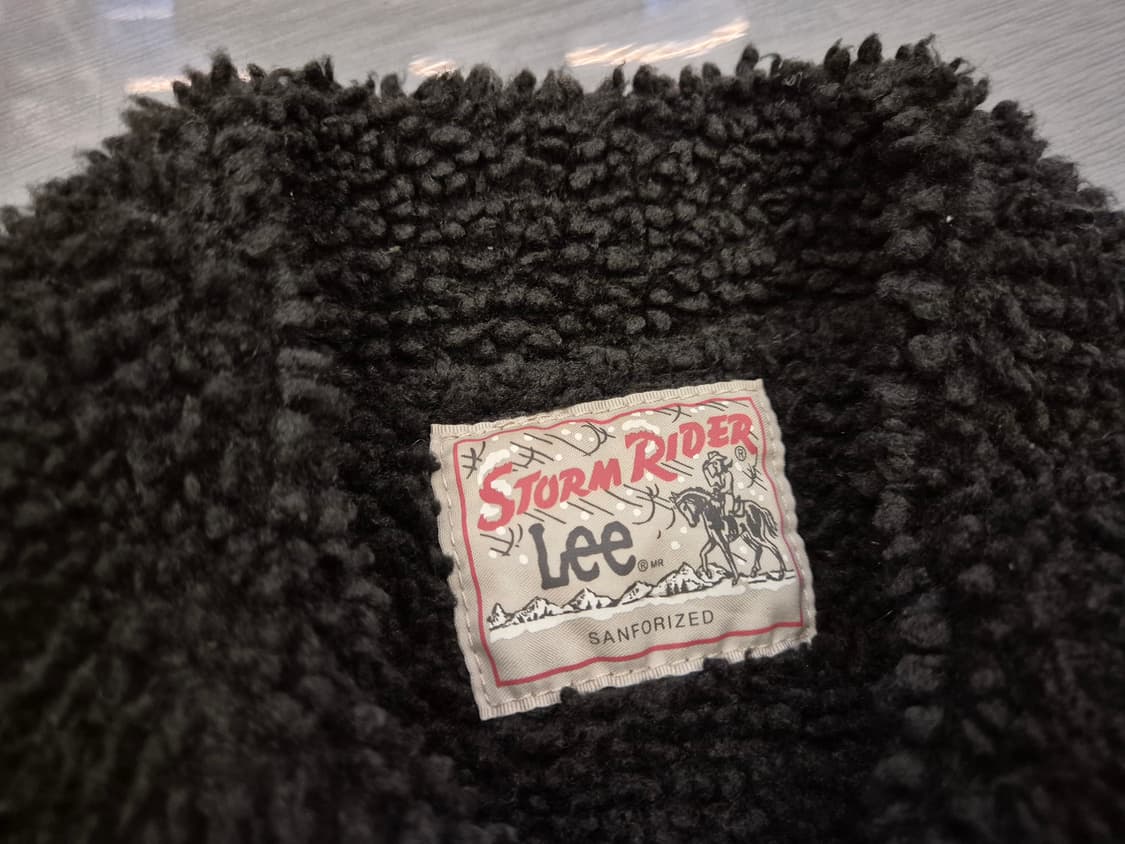 STORM RIDER ®
Lee ® MR
SANFORIZED